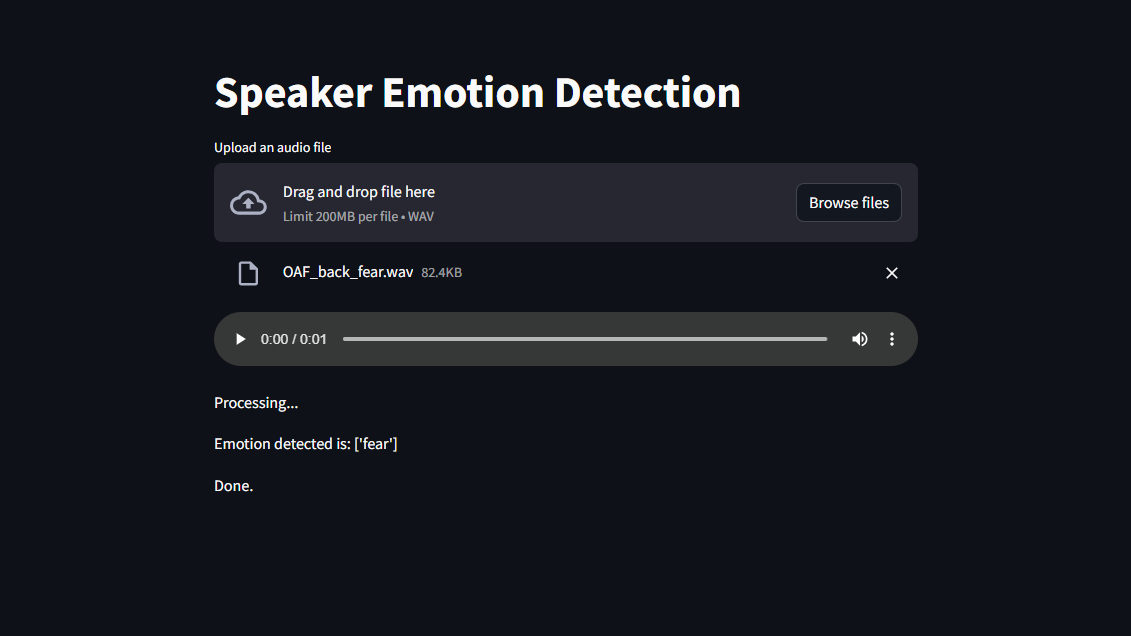 Speaker Emotion Detection
Upload an audio file
Drag and drop file here
Limit 200MB per file • WAV
Browse files
OAF_back_fear.wav 82.4KB
0:00 / 0:01
Processing...
Emotion detected is: ['fear']
Done.